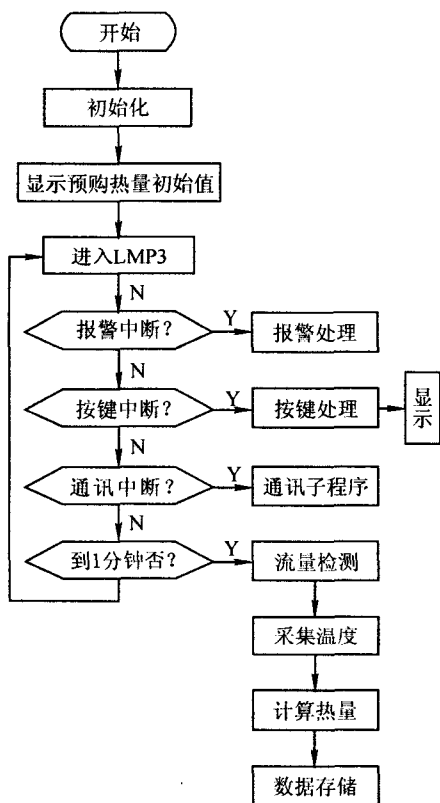 开始
初始化
显示预购热量初始值
进入LMP3
N
报警中断?
Y
报警处理
N
按键中断?
Y
按键处理
显示
N
通讯中断?
Y
通讯子程序
N
到1分钟否?
Y
流量检测
采集温度
计算热量
数据存储